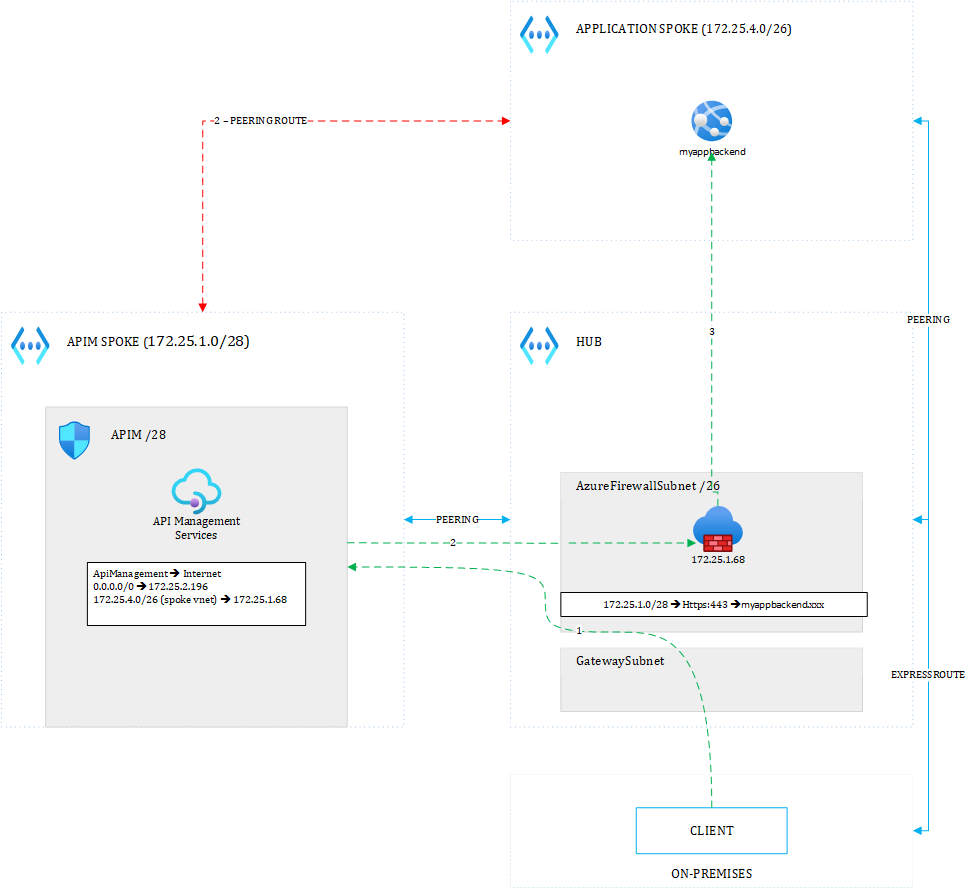 APPLICATION SPOKE (172.25.4.0/26)
myappbackend
2 – PEERING ROUTE
PEERING
3
APIM SPOKE (172.25.1.0/28)
HUB
APIM /28
API Management
Services
ApiManagement ➔ Internet
0.0.0.0/0 ➔ 172.25.2.196
172.25.4.0/26 (spoke vnet) ➔ 172.25.1.68
PEERING
2
AzureFirewallSubnet /26
172.25.1.68
172.25.1.0/28 ➔ Https:443 ➔ myappbackend.xxx
1
GatewaySubnet
EXPRESSROUTE
CLIENT
ON-PREMISES